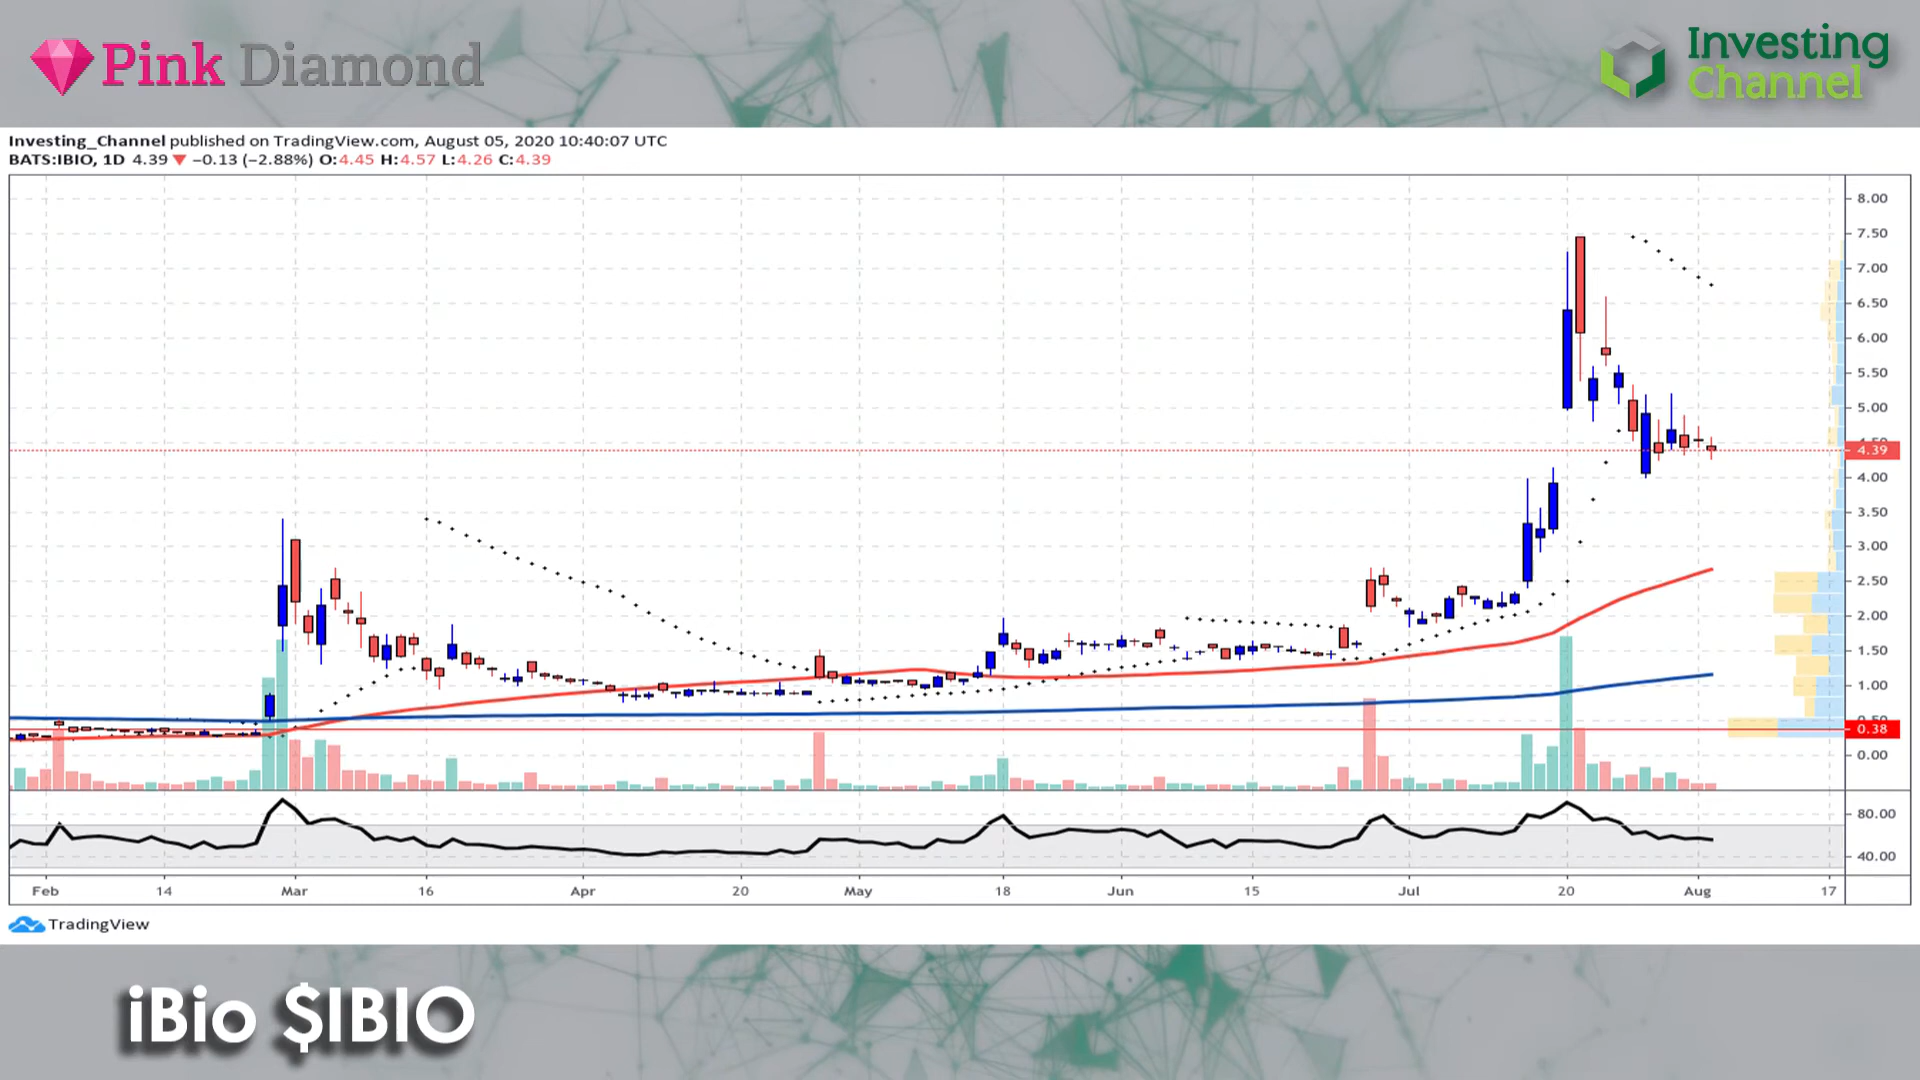 Pink Diamond
Investing
Channel
Investing_Channel published on TradingView.com, August 05, 2020 10:40:07 UTC
BATS:IBIO, 1D 4.39 ▼ −0.13 (−2.88%) O:4.45 H:4.57 L:4.26 C:4.39
8.00
7.50
7.00
6.50
6.00
5.50
5.00
4.50
4.39
4.00
3.50
3.00
2.50
2.00
1.50
1.00
0.50
0.38
0.00
80.00
40.00
Feb 14 Mar 16 Apr 20 May 18 Jun 15 Jul 20 Aug 17
TradingView
iBio $IBIO